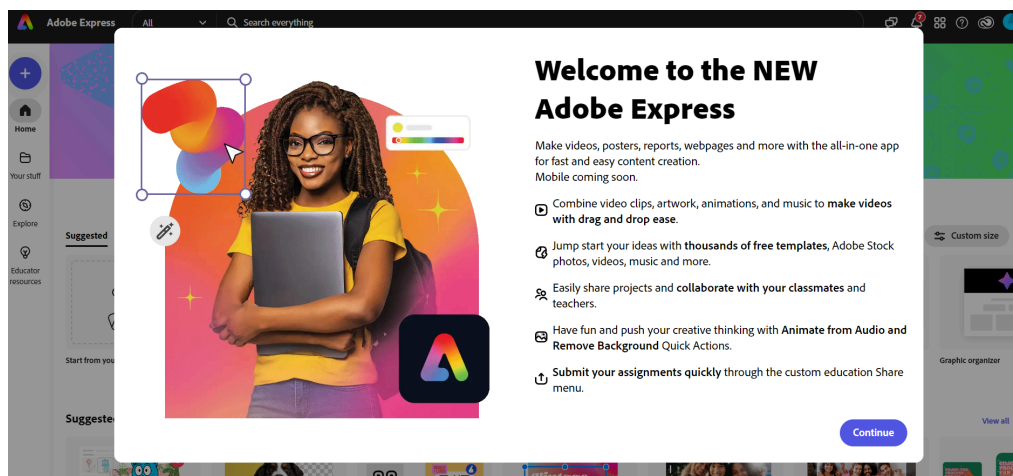 Adobe Express
All
Search everything
7
Welcome to the NEW
Adobe Express
Make videos, posters, reports, webpages and more with the all-in-one app
for fast and easy content creation.
Mobile coming soon.
Combine video clips, artwork, animations, and music to make videos
with drag and drop ease.
Jump start your ideas with thousands of free templates, Adobe Stock
photos, videos, music and more.
Easily share projects and collaborate with your classmates and
teachers.
Have fun and push your creative thinking with Animate from Audio and
Remove Background Quick Actions.
Submit your assignments quickly through the custom education Share
menu.
Continue
Home
Your stuff
Explore
Educator
resources
Suggested
Custom size
Start from you
Graphic organizer
Suggeste
View all